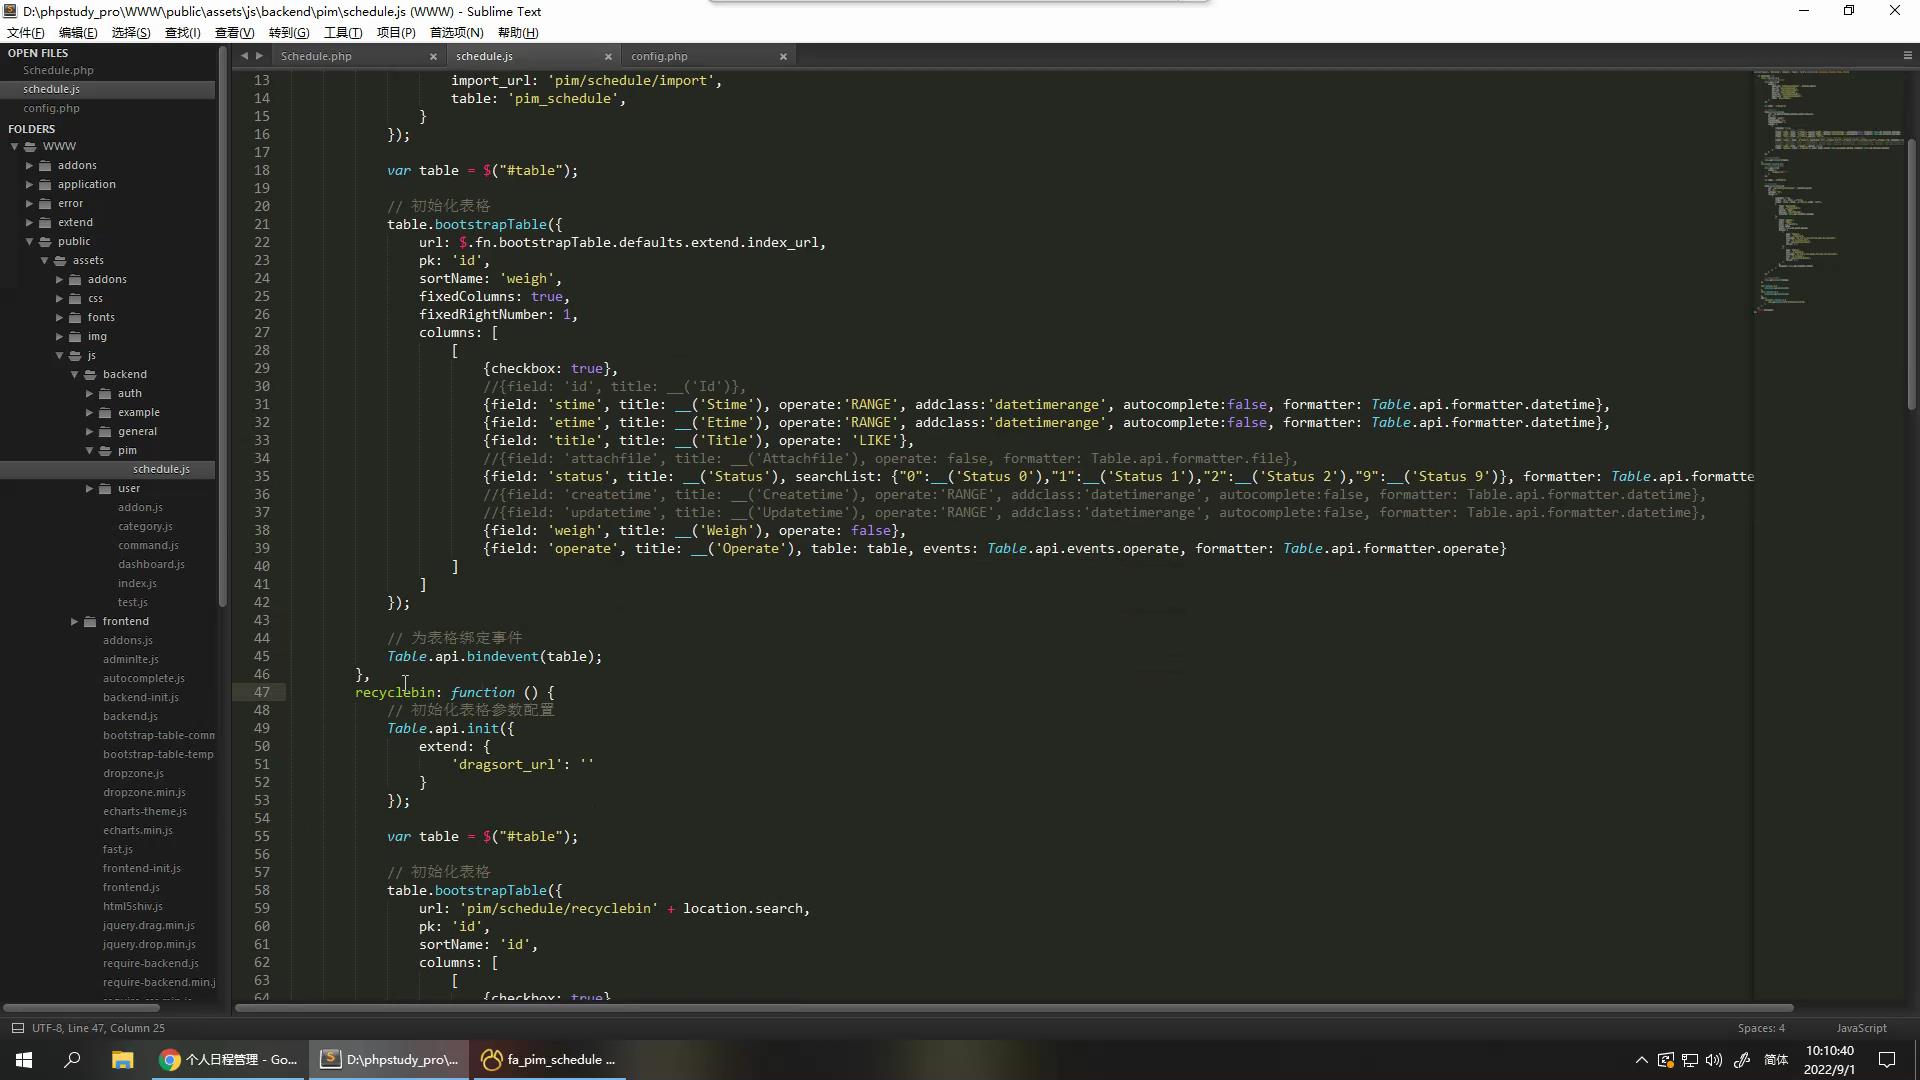 D:\phpstudy_pro\WWW\public\assets\js\backend\pim\schedule.js (WWW) - Sublime Text
文件(F) 编辑(E) 选择(S) 查找(I) 查看(V) 转到(G) 工具(T) 项目(P) 首选项(N) 帮助(H)
OPEN FILES
Schedule.php
schedule.js
config.php
FOLDERS
WWW
addons
application
error
extend
public
assets
addons
css
fonts
img
js
backend
auth
example
general
pim
schedule.js
user
addon.js
category.js
command.js
dashboard.js
index.js
test.js
frontend
addons.js
adminlte.js
autocomplete.js
backend-init.js
backend.js
bootstrap-table-comm
bootstrap-table-temp
dropzone.js
dropzone.min.js
echarts-theme.js
echarts.min.js
fast.js
frontend-init.js
frontend.js
html5shiv.js
jquery.drag.min.js
jquery.drop.min.js
require-backend.js
require-backend.min.j
Schedule.php × schedule.js × config.php ×
13 import_url: 'pim/schedule/import',
14 table: 'pim_schedule',
15 }
16 });
17
18 var table = $("#table");
19
20 // 初始化表格
21 table.bootstrapTable({
22 url: $.fn.bootstrapTable.defaults.extend.index_url,
23 pk: 'id',
24 sortName: 'weigh',
25 fixedColumns: true,
26 fixedRightNumber: 1,
27 columns: [
28 [
29 {checkbox: true},
30 //{field: 'id', title: __('Id')},
31 {field: 'stime', title: __('Stime'), operate:'RANGE', addclass:'datetimerange', autocomplete:false, formatter: Table.api.formatter.datetime},
32 {field: 'etime', title: __('Etime'), operate:'RANGE', addclass:'datetimerange', autocomplete:false, formatter: Table.api.formatter.datetime},
33 {field: 'title', title: __('Title'), operate: 'LIKE'},
34 //{field: 'attachfile', title: __('Attachfile'), operate: false, formatter: Table.api.formatter.file},
35 {field: 'status', title: __('Status'), searchList: {"0":__('Status 0'),"1":__('Status 1'),"2":__('Status 2'),"9":__('Status 9')}, formatter: Table.api.formatte
36 //{field: 'createtime', title: __('Createtime'), operate:'RANGE', addclass:'datetimerange', autocomplete:false, formatter: Table.api.formatter.datetime},
37 //{field: 'updatetime', title: __('Updatetime'), operate:'RANGE', addclass:'datetimerange', autocomplete:false, formatter: Table.api.formatter.datetime},
38 {field: 'weigh', title: __('Weigh'), operate: false},
39 {field: 'operate', title: __('Operate'), table: table, events: Table.api.events.operate, formatter: Table.api.formatter.operate}
40 ]
41 ]
42 });
43
44 // 为表格绑定事件
45 Table.api.bindevent(table);
46 },
47 recyclebin: function () {
48 // 初始化表格参数配置
49 Table.api.init({
50 extend: {
51 'dragsort_url': ''
52 }
53 });
54
55 var table = $("#table");
56
57 // 初始化表格
58 table.bootstrapTable({
59 url: 'pim/schedule/recyclebin' + location.search,
60 pk: 'id',
61 sortName: 'id',
62 columns: [
63 [
64 {checkbox: true}
UTF-8, Line 47, Column 25 Spaces: 4 JavaScript
个人日程管理 - Go... D:\phpstudy_pro\... fa_pim_schedule ... 简体 10:10:40
2022/9/1